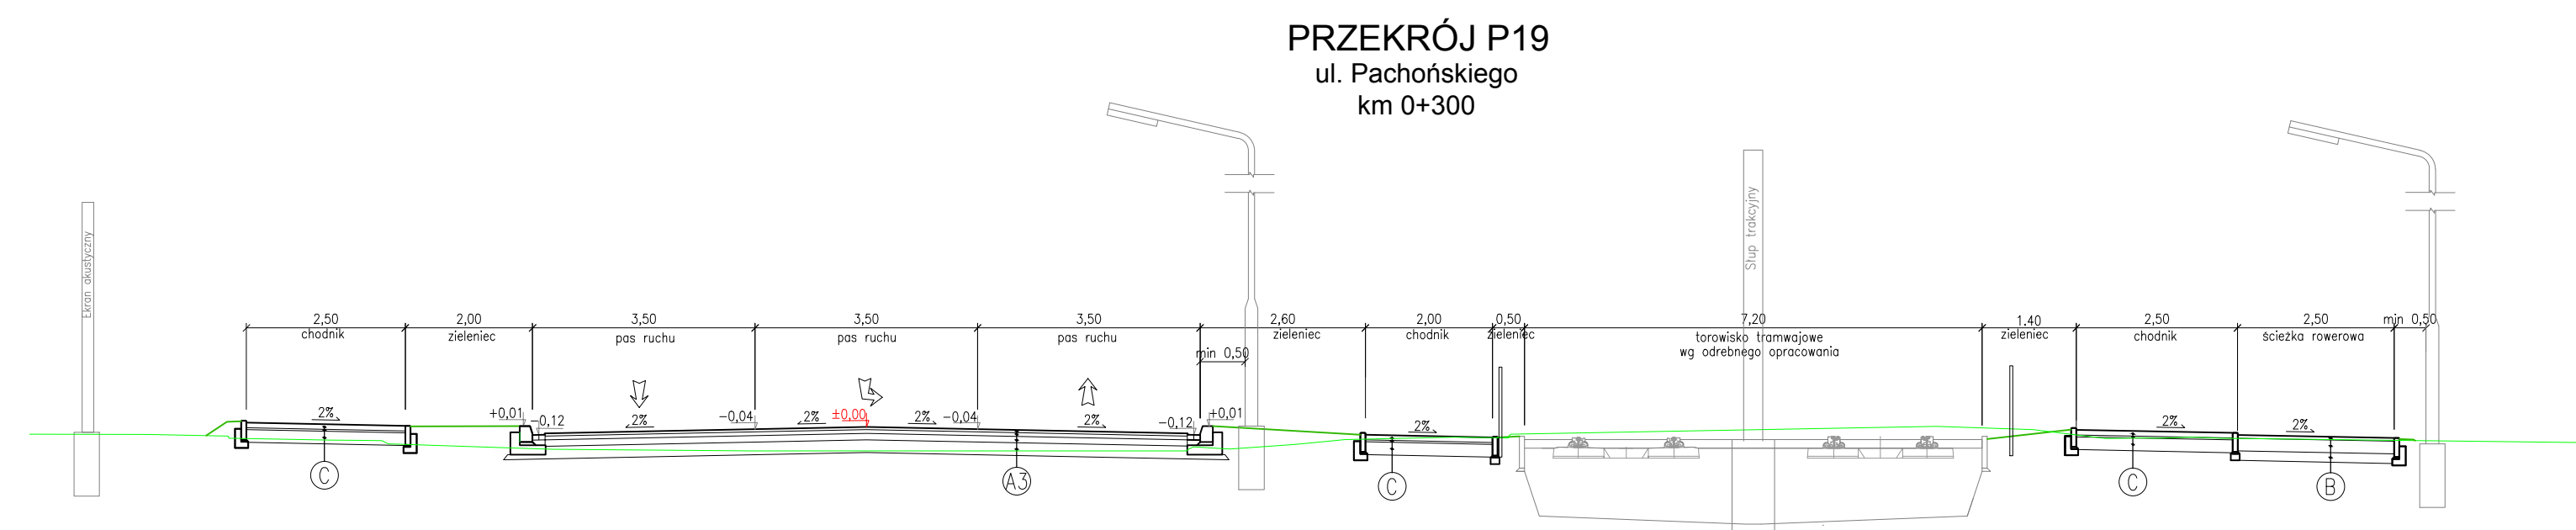 PRZEKRÓJ P19
ul. Pachońskiego
km 0+300
Ekran akustyczny
Słup trakcyjny
2,50 2,00 3,50 3,50 3,50 2,60 2,00 0,50 7,20 1.40 2,50 2,50 min 0,50
chodnik zieleniec pas ruchu pas ruchu pas ruchu zieleniec chodnik zieleniec torowisko tramwajowe zieleniec chodnik ścieżka rowerowa
wg odrebnego opracowania
min 0,50
+0,01 -0,12 -0,04 ±0,00 -0,04 -0,12 +0,01
2% 2% 2% 2% 2% 2% 2% 2%
C A3 C C B